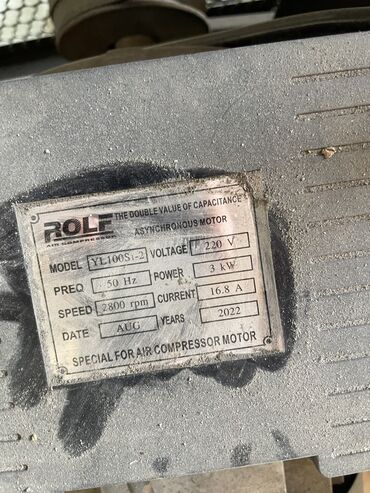 ROLF THE DOUBLE VALUE OF CAPACITANCE
AIR COMPRESSOR ASYNCHRONOUS MOTOR
MODEL YL100S1-2 VOLTAGE 220 V
PREQ 50 Hz POWER 3 kW
SPEED 2800 rpm CURRENT 16.8 A
DATE AUG YEARS 2022
SPECIAL FOR AIR COMPRESSOR MOTOR